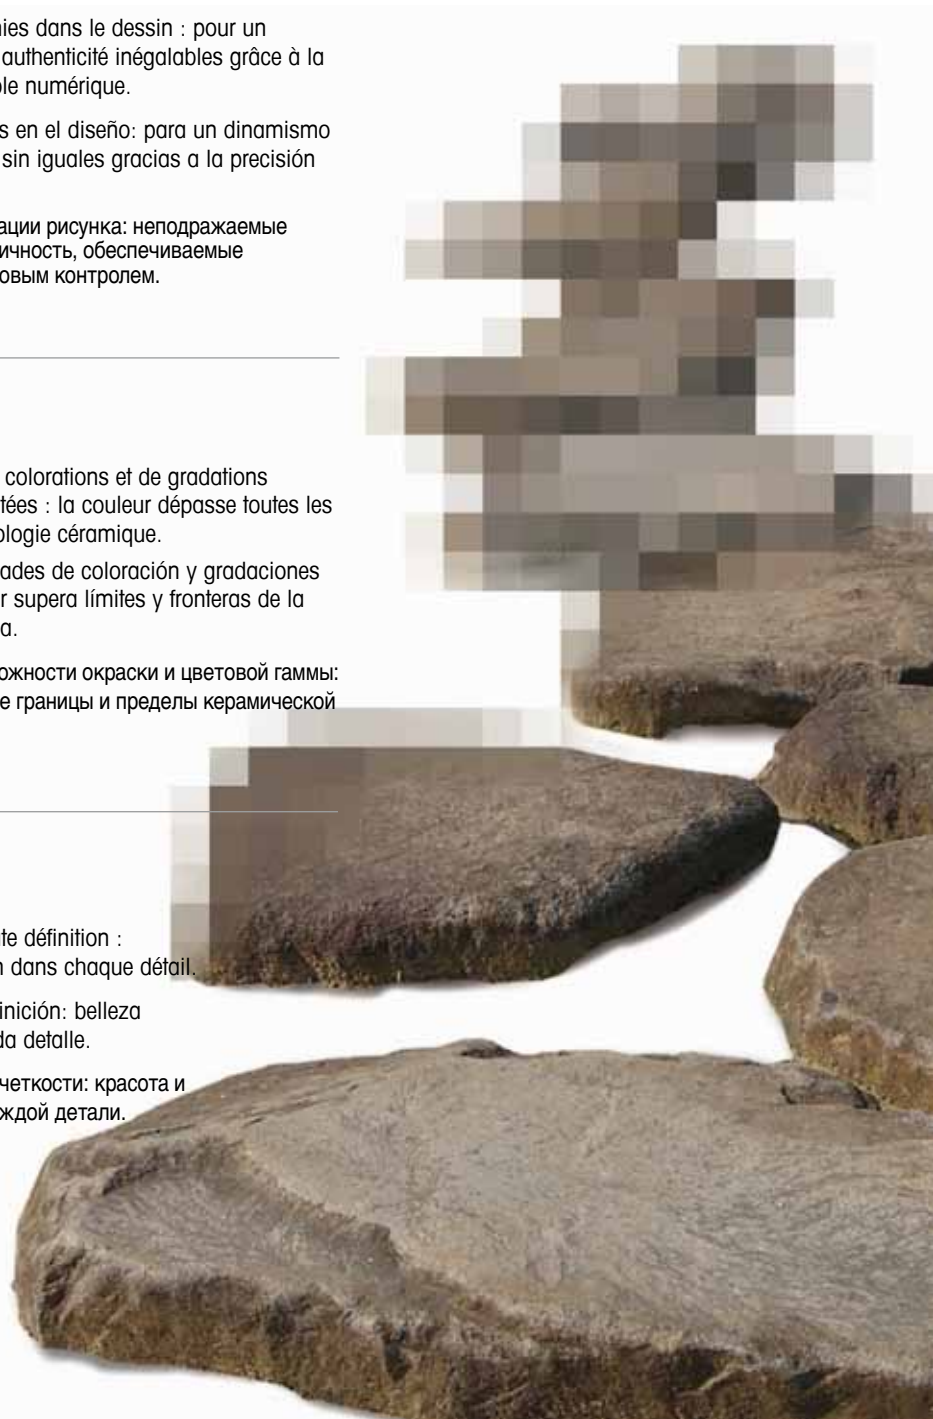 ies dans le dessin : pour un
authenticité inégalables grâce à la
le numérique.
s en el diseño: para un dinamismo
sin iguales gracias a la precisión
ации рисунка: неподражаемые
ичность, обеспечиваемые
овым контролем.
colorations et de gradations
tées : la couleur dépasse toutes les
ologie céramique.
ades de coloración y gradaciones
r supera límites y fronteras de la
a.
ожности окраски и цветовой гаммы:
е границы и пределы керамической
te définition :
n dans chaque détail.
inición: belleza
da detalle.
четкости: красота и
ждой детали.